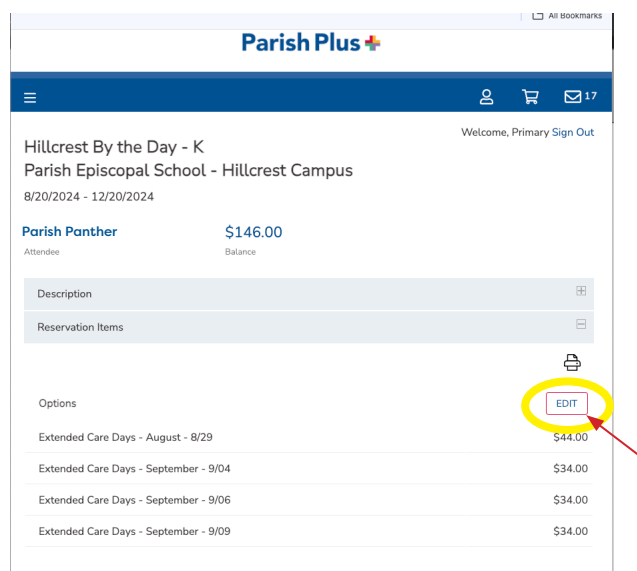 All Bookmarks
Parish Plus
17
Welcome, Primary Sign Out
Hillcrest By the Day - K
Parish Episcopal School - Hillcrest Campus
8/20/2024 - 12/20/2024
Parish Panther $146.00
Attendee Balance
Description
Reservation Items
Options EDIT
Extended Care Days - August - 8/29 $44.00
Extended Care Days - September - 9/04 $34.00
Extended Care Days - September - 9/06 $34.00
Extended Care Days - September - 9/09 $34.00